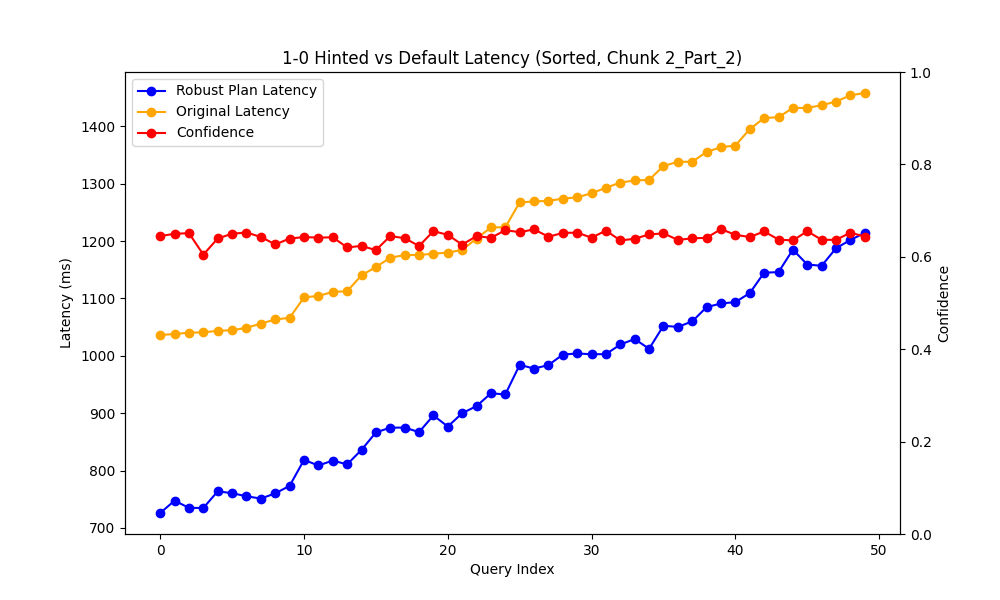 1-0 Hinted vs Default Latency (Sorted, Chunk 2_Part_2)
Robust Plan Latency
Original Latency
Confidence
Latency (ms)
1400
1300
1200
1100
1000
900
800
700
1.0
0.8
0.6
0.4
0.2
0.0
Confidence
0 10 20 30 40 50
Query Index